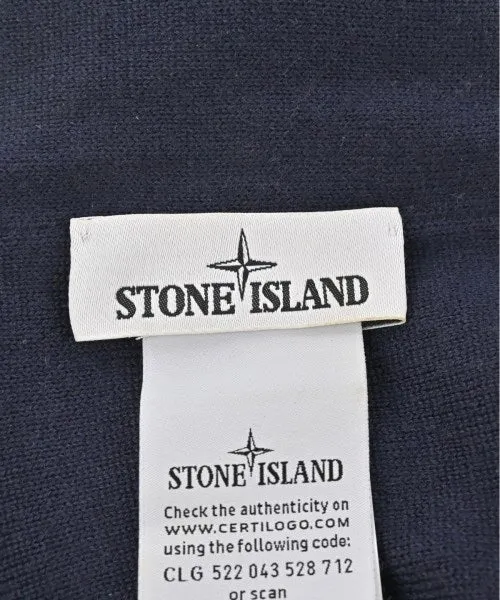 STONE ISLAND
STONE ISLAND
Check the authenticity on
WWW.CERTILOGO.COM
using the following code:
CLG 522 043 528 712
or scan